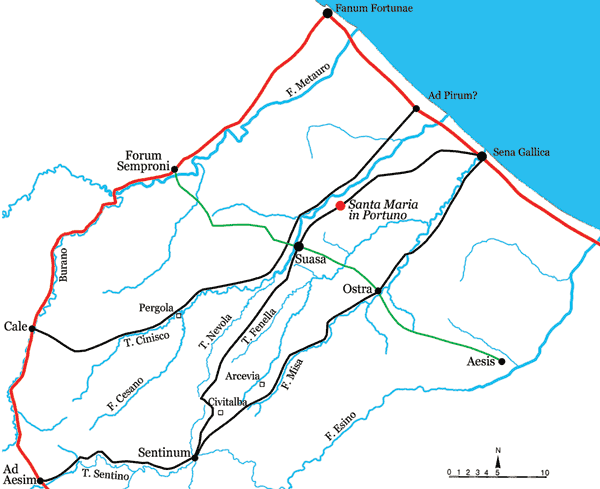 Fanum Fortunae
F. Metauro
Ad Pirum?
Forum
Semproni
Sena Gallica
Santa Maria
in Portuno
Burano
Suasa
Ostra
Pergola
Cale
T. Cinisco
T. Nevola
T. Fenella
Aesis
F. Cesano
Arcevia
F. Misa
Civitalba
F. Esino
Sentinum
Ad
Aesim
T. Sentino
N
0 1 2 3 4 5 10